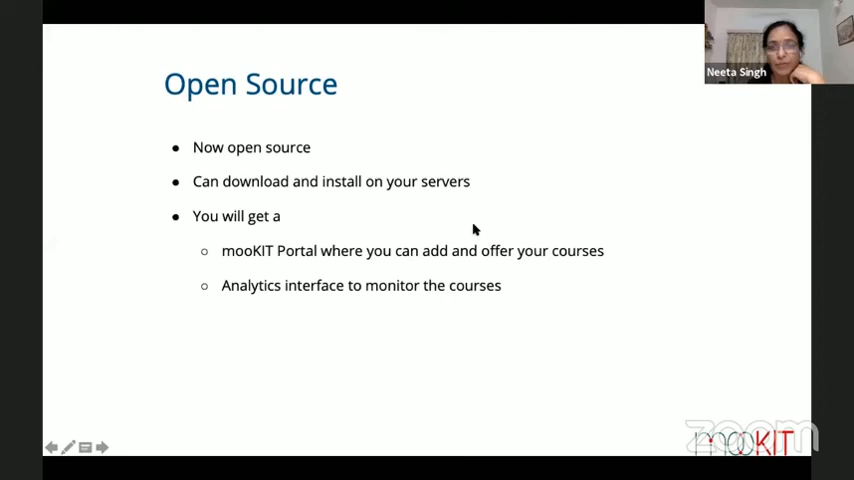 Neeta Singh
Open Source
● Now open source
● Can download and install on your servers
● You will get a
○ mooKIT Portal where you can add and offer your courses
○ Analytics interface to monitor the courses
zoom
mooKIT